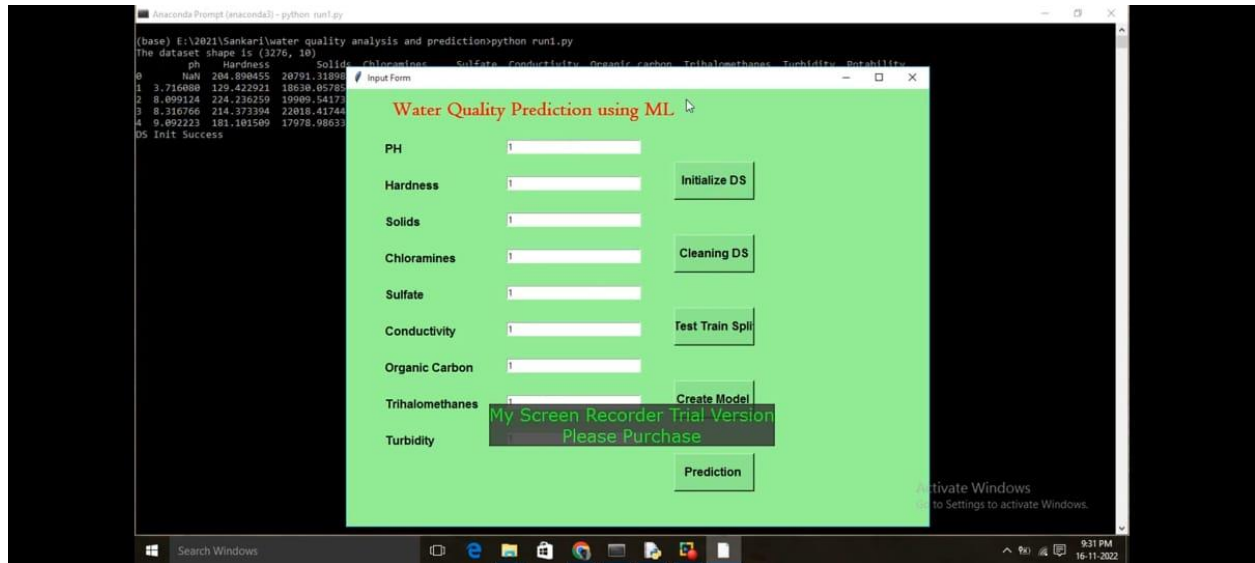 Anaconda Prompt (anaconda3) - python run1.py
(base) E:\2021\Sankari\water quality analysis and prediction>python run1.py
The dataset shape is (3276, 10)
ph Hardness Solids Chloramines Sulfate Conductivity Organic_carbon Trihalomethanes Turbidity Potability
0 NaN 204.890455 20791.31898
1 3.716080 129.422921 18630.05785
2 8.099124 224.236259 19909.54173
3 8.316766 214.373394 22018.41744
4 9.092223 181.101509 17978.98633
DS Init Success
Input Form
Water Quality Prediction using ML
PH 1
Hardness 1
Initialize DS
Solids 1
Chloramines 1
Cleaning DS
Sulfate 1
Conductivity 1
Test Train Spli
Organic Carbon 1
Trihalomethanes 1
Create Model
My Screen Recorder Trial Version
Please Purchase
Turbidity
Prediction
Activate Windows
Go to Settings to activate Windows.
Search Windows
9:31 PM
16-11-2022